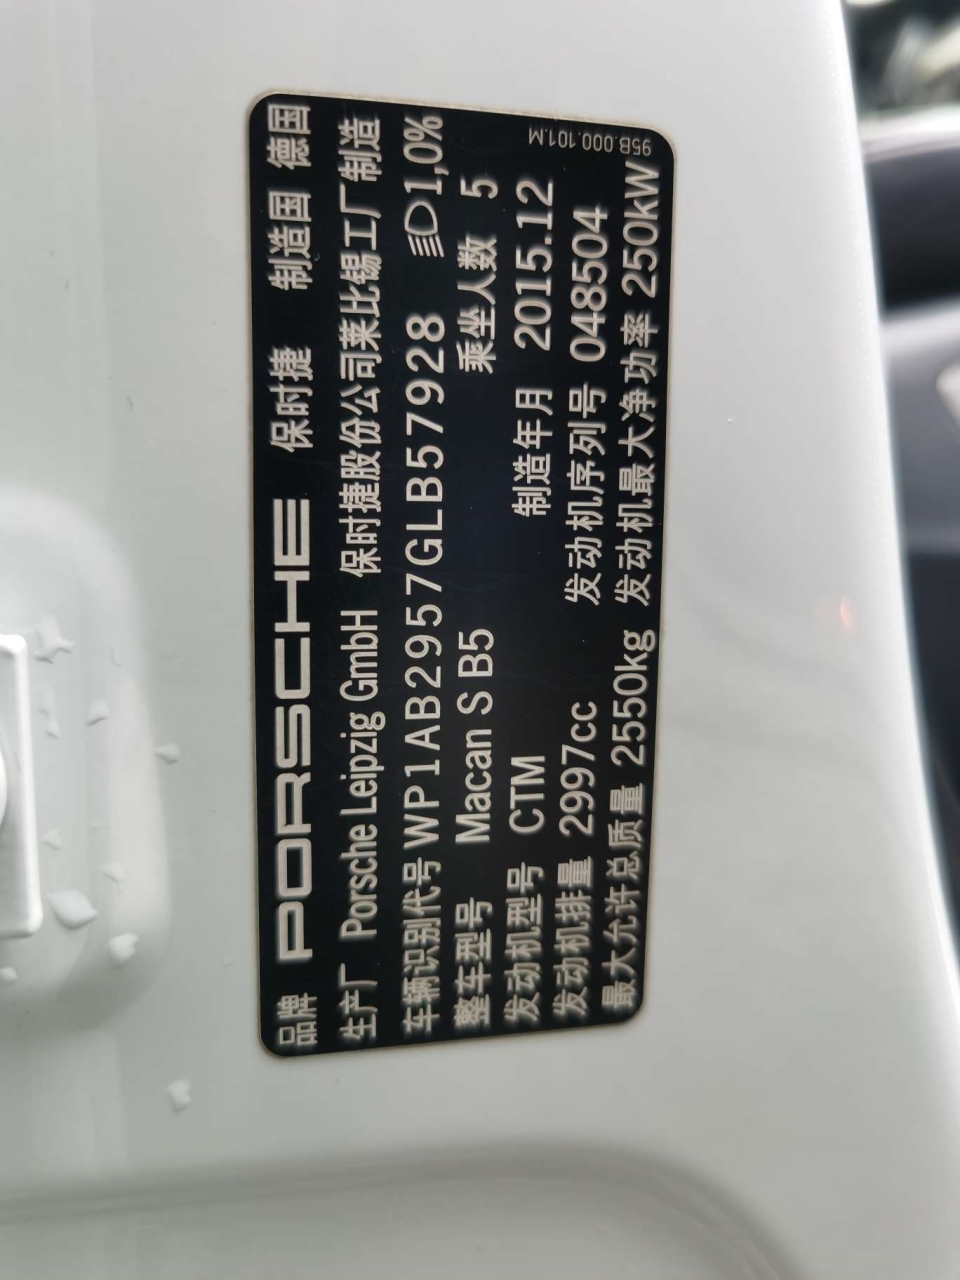 品牌 PORSCHE 保时捷 制造国 德国
生产厂 Porsche Leipzig GmbH 保时捷股份公司莱比锡工厂制造
车辆识别代号 WP1AB2957GLB57928 1,0%
整车型号 Macan S B5 乘坐人数 5
发动机型号 CTM 制造年月 2015.12
发动机排量 2997cc 发动机序列号 048504
最大允许总质量 2550kg 发动机最大净功率 250kW
95B.000.101.M